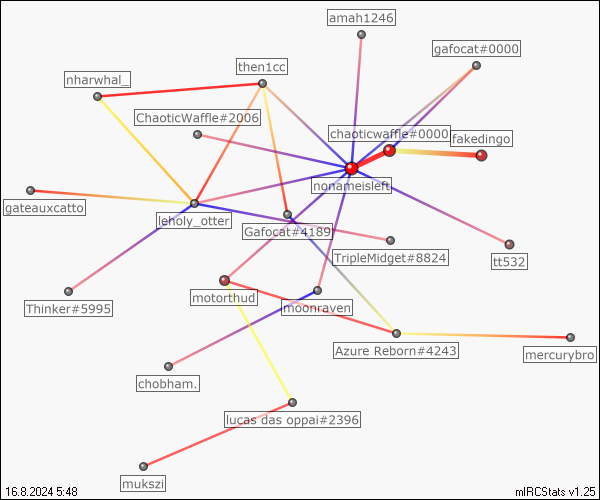 amah1246
gafocat#0000
then1cc
nharwhal_
ChaoticWaffle#2006
chaoticwaffle#0000
fakedingo
nonameisleft
gateauxcatto
leholy_otter
Gafocat#4189
TripleMidget#8824
tt532
motorthud
moonraven
Thinker#5995
Azure Reborn#4243
mercurybro
chobham.
lucas das oppai#2396
mukszi
16.8.2024 5:48
mIRCStats v1.25